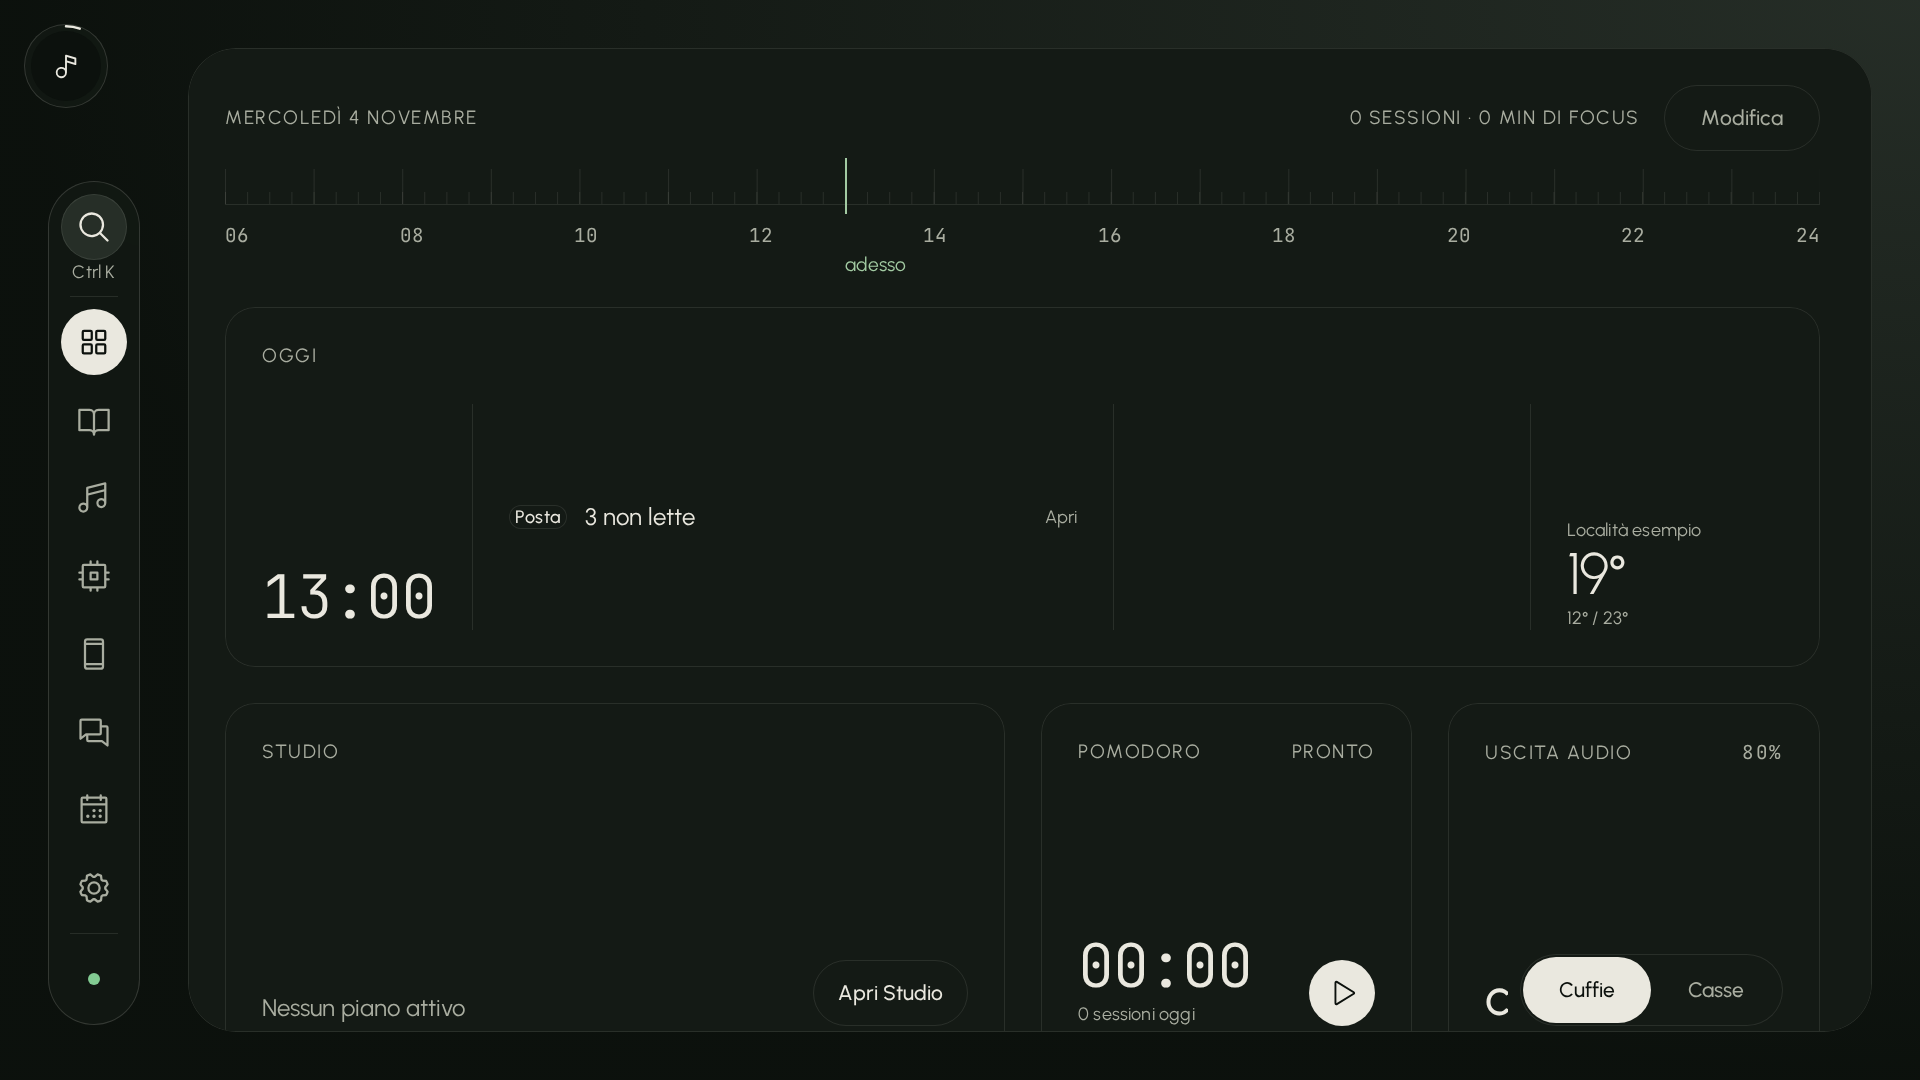 MERCOLEDÌ 4 NOVEMBRE
0 SESSIONI · 0 MIN DI FOCUS
Modifica
06 08 10 12 14 16 18 20 22 24
adesso
Ctrl K
OGGI
13:00
Posta 3 non lette Apri
Località esempio
19°
12° / 23°
STUDIO
Nessun piano attivo
Apri Studio
POMODORO PRONTO
00:00
0 sessioni oggi
USCITA AUDIO 80%
C
Cuffie Casse